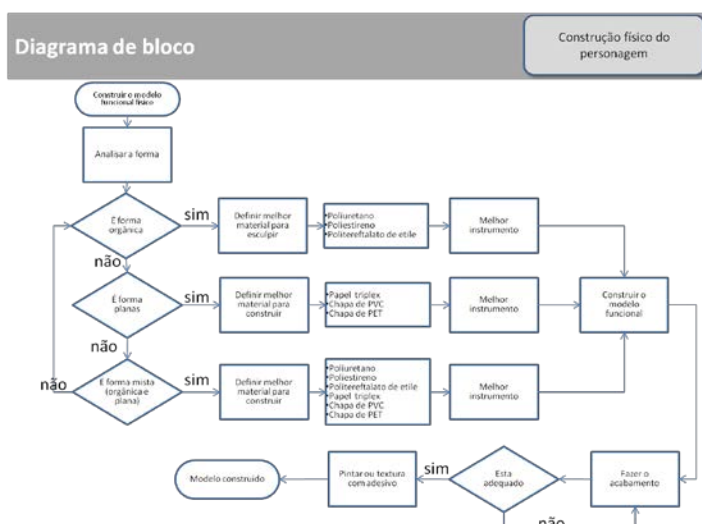 Diagrama de bloco
Construção físico do
personagem
Construir o modelo
funcional físico
Analisar a forma
É forma
orgânica
sim
Definir melhor
material para
esculpir
•Poliuretano
•Poliestireno
•Politereftalato de etile
Melhor
instrumento
não
É forma
planas
sim
Definir melhor
material para
construir
•Papel triplex
•Chapa de PVC
•Chapa de PET
Melhor
instrumento
Construir o
modelo
funcional
não
não
É forma mista
(orgânica e
plana)
sim
Definir melhor
material para
construir
•Poliuretano
•Poliestireno
•Politereftalato de etile
•Papel triplex
•Chapa de PVC
•Chapa de PET
Melhor
instrumento
Modelo construido
Pintar ou textura
com adesivo
sim
Esta
adequado
Fazer o
acabamento
não